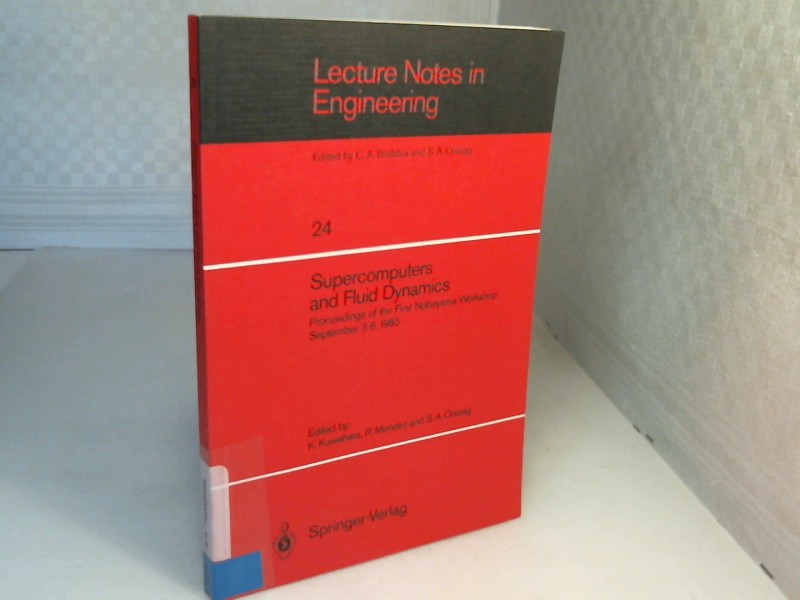 Lecture Notes in
Engineering
Edited by C. A. Brebbia and S. A. Orszag
24
Supercomputers
and Fluid Dynamics
Proceedings of the First Nobeyama Workshop
September 3-6, 1985
Edited by:
K. Kuwahara, R. Mendez and S. A. Orszag
Springer-Verlag